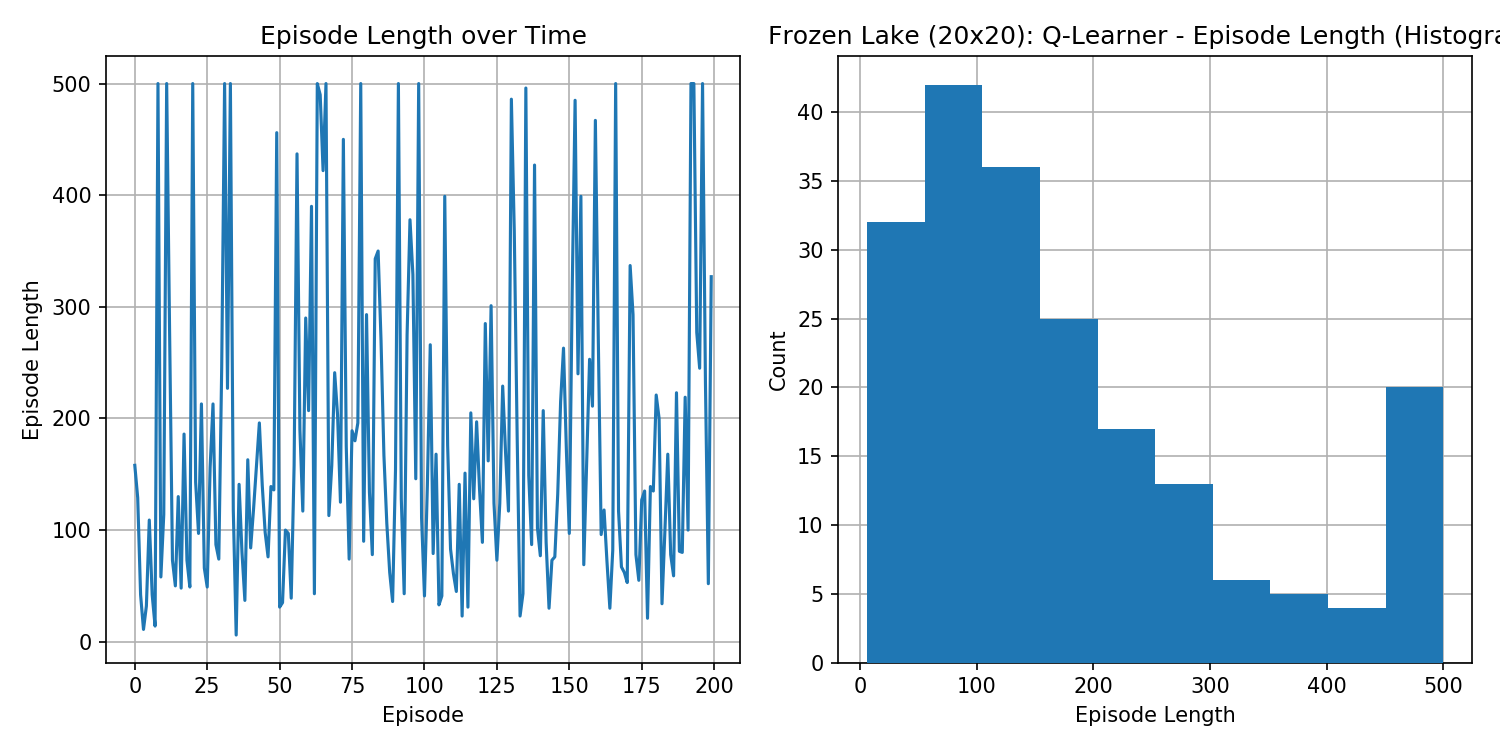 Episode Length over Time
Episode Length
500
400
300
200
100
0
0 25 50 75 100 125 150 175 200
Episode
Frozen Lake (20x20): Q-Learner - Episode Length (Histogra
Count
40
35
30
25
20
15
10
5
0
0 100 200 300 400 500
Episode Length